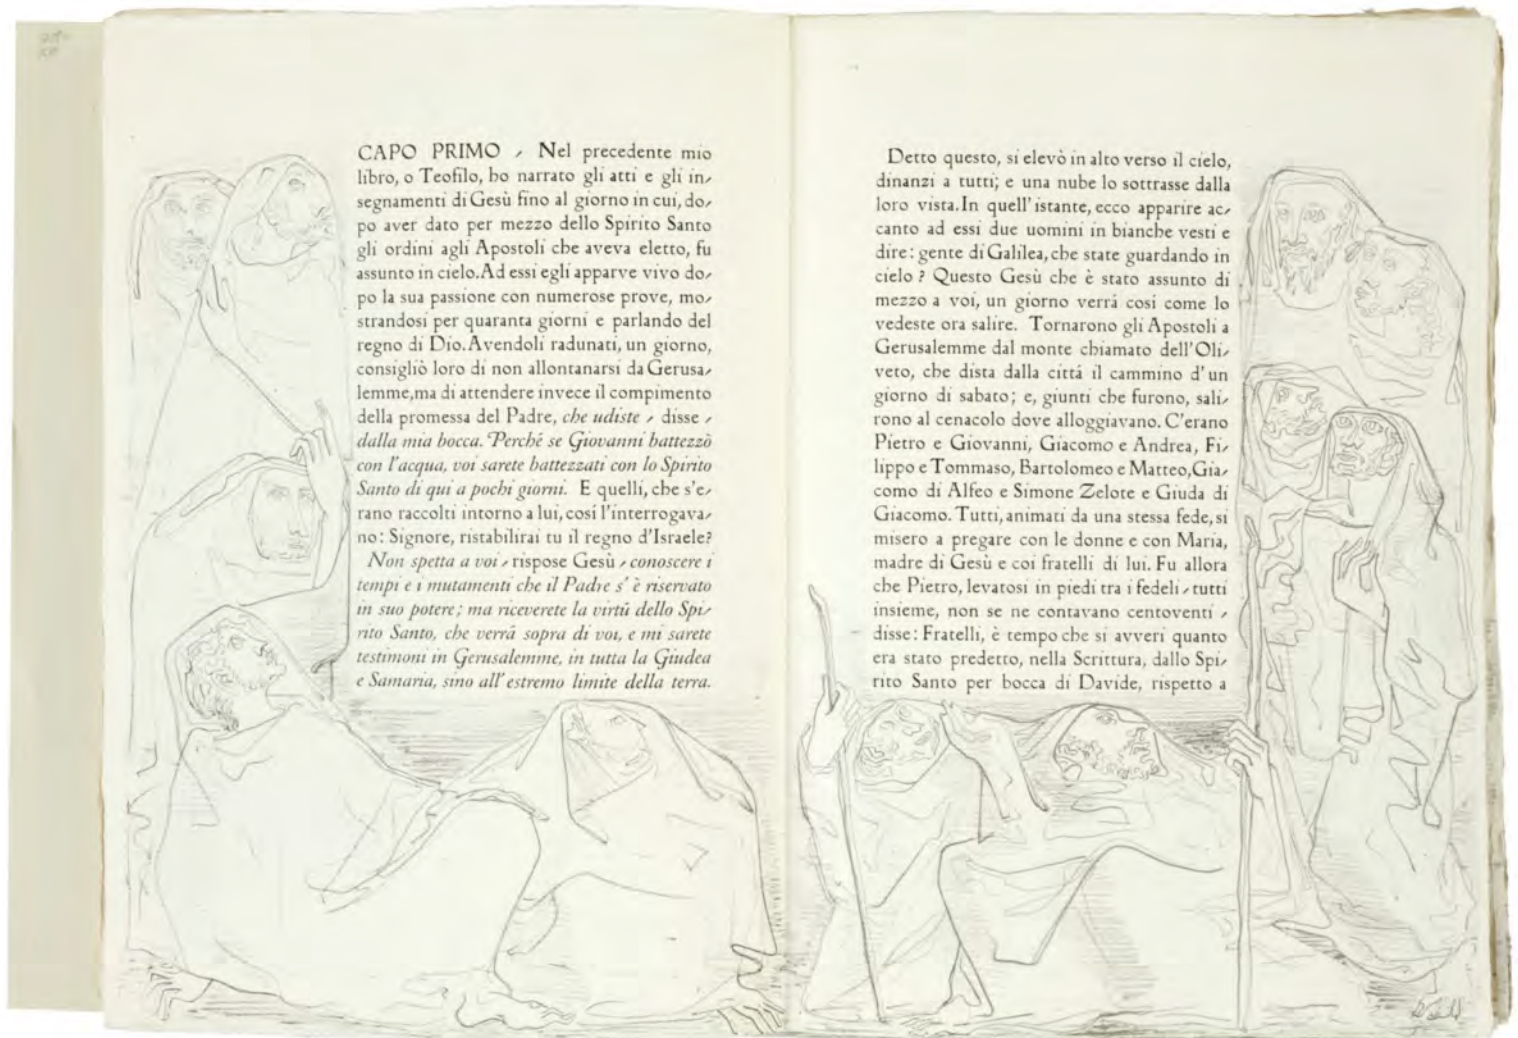 CAPO PRIMO ⸝ Nel precedente mio
libro, o Teofilo, ho narrato gli atti e gli in⸝
segnamenti di Gesù fino al giorno in cui, do⸝
po aver dato per mezzo dello Spirito Santo
gli ordini agli Apostoli che aveva eletto, fu
assunto in cielo. Ad essi egli apparve vivo do⸝
po la sua passione con numerose prove, mo⸝
strandosi per quaranta giorni e parlando del
regno di Dio. Avendoli radunati, un giorno,
consigliò loro di non allontanarsi da Gerusa⸝
lemme, ma di attendere invece il compimento
della promessa del Padre, che udiste ⸝ disse ⸝
dalla mia bocca. Perché se Giovanni battezzò
con l'acqua, voi sarete battezzati con lo Spirito
Santo di qui a pochi giorni. E quelli, che s'e⸝
rano raccolti intorno a lui, cosí l'interrogava⸝
no: Signore, ristabilirai tu il regno d'Israele?
Non spetta a voi ⸝ rispose Gesù ⸝ conoscere i
tempi e i mutamenti che il Padre s'è riservato
in suo potere; ma riceverete la virtú dello Spi⸝
rito Santo, che verrá sopra di voi, e mi sarete
testimoni in Gerusalemme, in tutta la Giudea
e Samaria, sino all'estremo limite della terra.
Detto questo, si elevò in alto verso il cielo,
dinanzi a tutti; e una nube lo sottrasse dalla
loro vista. In quell'istante, ecco apparire ac⸝
canto ad essi due uomini in bianche vesti e
dire: gente di Galilea, che state guardando in
cielo? Questo Gesù che è stato assunto di
mezzo a voi, un giorno verrá cosi come lo
vedeste ora salire. Tornarono gli Apostoli a
Gerusalemme dal monte chiamato dell'Oli⸝
veto, che dista dalla cittá il cammino d'un
giorno di sabato; e, giunti che furono, sali⸝
rono al cenacolo dove alloggiavano. C'erano
Pietro e Giovanni, Giacomo e Andrea, Fi⸝
lippo e Tommaso, Bartolomeo e Matteo, Gia⸝
como di Alfeo e Simone Zelote e Giuda di
Giacomo. Tutti, animati da una stessa fede, si
misero a pregare con le donne e con Maria,
madre di Gesù e coi fratelli di lui. Fu allora
che Pietro, levatosi in piedi tra i fedeli ⸝ tutti
insieme, non se ne contavano centoventi ⸝
disse: Fratelli, è tempo che si avveri quanto
era stato predetto, nella Scrittura, dallo Spi⸝
rito Santo per bocca di Davide, rispetto a